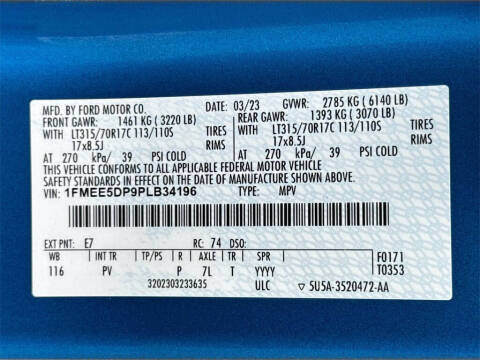 MFD. BY FORD MOTOR CO. DATE: 03/23 GVWR: 2785 KG ( 6140 LB)
FRONT GAWR: 1461 KG ( 3220 LB) REAR GAWR: 1393 KG ( 3070 LB)
WITH LT315/70R17C 113/110S TIRES WITH LT315/70R17C 113/110S TIRES
17x8.5J RIMS 17x8.5J RIMS
AT 270 kPa/ 39 PSI COLD AT 270 kPa/ 39 PSI COLD
THIS VEHICLE CONFORMS TO ALL APPLICABLE FEDERAL MOTOR VEHICLE
SAFETY STANDARDS IN EFFECT ON THE DATE OF MANUFACTURE SHOWN ABOVE.
VIN: 1FMEE5DP9PLB34196 TYPE: MPV
EXT PNT: E7 RC: 74 DSO:
WB INT TR TP/PS R AXLE TR SPR
116 PV P 7L T YYYY
F0171
T0353
3202303233635 ULC ▽ 5U5A-3520472-AA